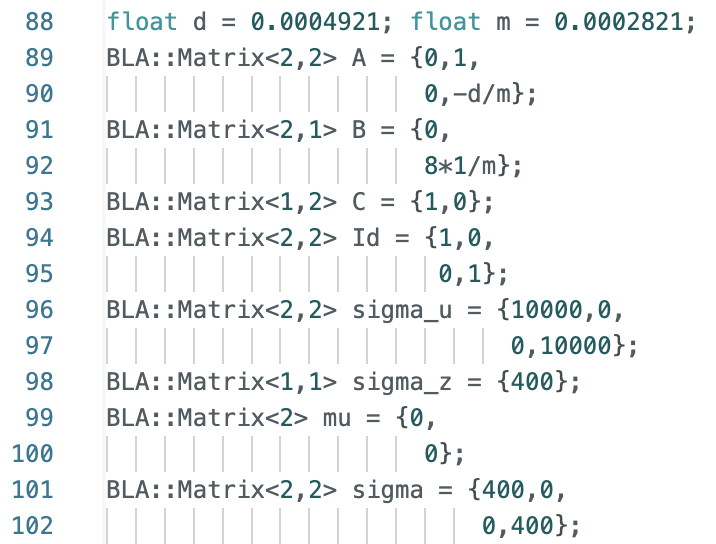 88 float d = 0.0004921; float m = 0.0002821;
89 BLA::Matrix<2,2> A = {0,1,
90 0,-d/m};
91 BLA::Matrix<2,1> B = {0,
92 8*1/m};
93 BLA::Matrix<1,2> C = {1,0};
94 BLA::Matrix<2,2> Id = {1,0,
95 0,1};
96 BLA::Matrix<2,2> sigma_u = {10000,0,
97 0,10000};
98 BLA::Matrix<1,1> sigma_z = {400};
99 BLA::Matrix<2> mu = {0,
100 0};
101 BLA::Matrix<2,2> sigma = {400,0,
102 0,400};